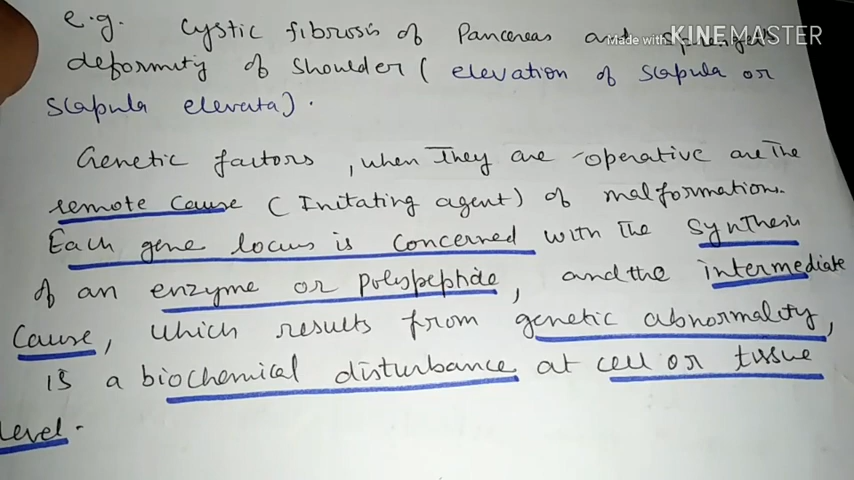 e.g. Cystic fibrosis of Pancreas and
Made with KINEMASTER
deformity of Shoulder ( elevation of Scapula or
Scapula elevata).
Genetic factors, when They are operative are The
remote Cause ( Initating agent) of malformation.
Each gene locus is concerned with The Synthesis
of an enzyme or polypeptide, and the intermediate
Cause, which results from genetic abnormality,
is a biochemical disturbance at cell or tissue
level.